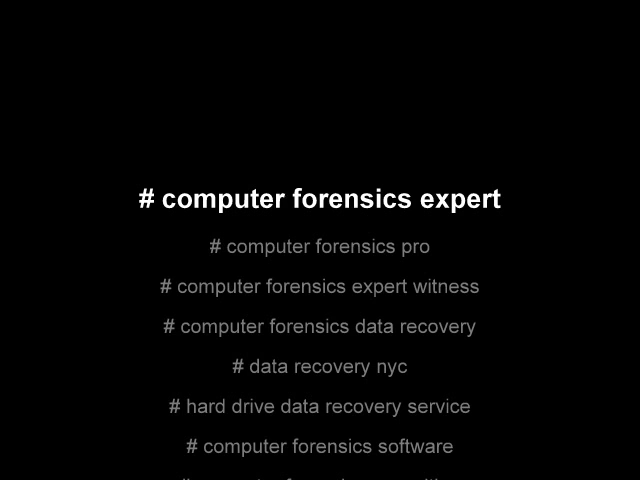 # computer forensics expert
# computer forensics pro
# computer forensics expert witness
# computer forensics data recovery
# data recovery nyc
# hard drive data recovery service
# computer forensics software